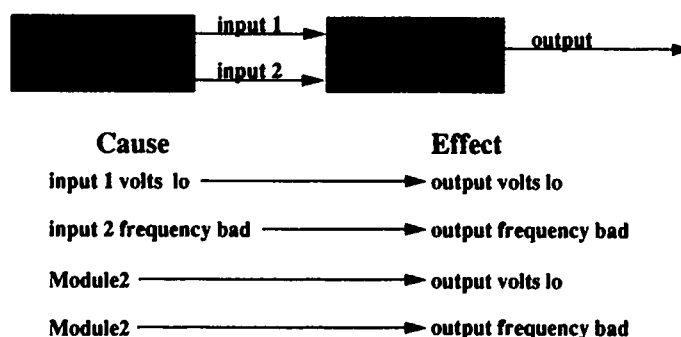 input 1
output
input 2
Cause Effect
input 1 volts lo output volts lo
input 2 frequency bad output frequency bad
Module2 output volts lo
Module2 output frequency bad